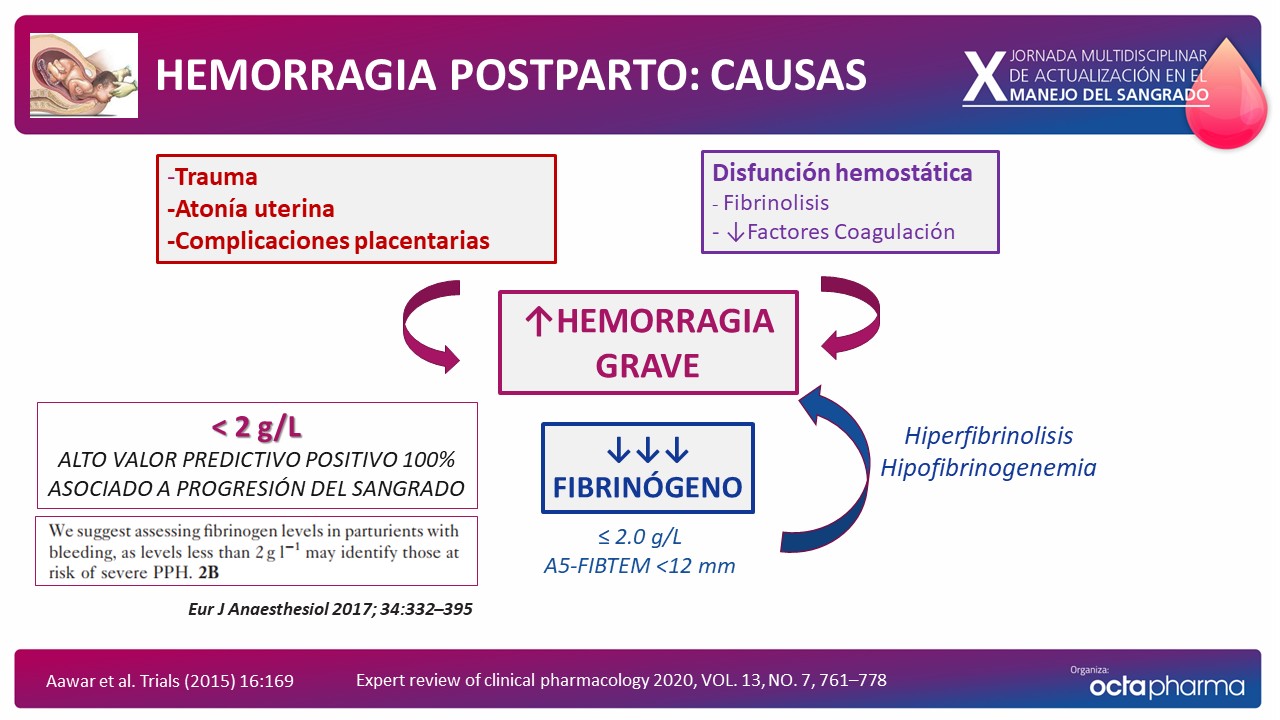 HEMORRAGIA POSTPARTO: CAUSAS
X JORNADA MULTIDISCIPLINAR
DE ACTUALIZACIÓN EN EL
MANEJO DEL SANGRADO
-Trauma
-Atonía uterina
-Complicaciones placentarias
Disfunción hemostática
- Fibrinolisis
- ↓Factores Coagulación
↑HEMORRAGIA
GRAVE
< 2 g/L
ALTO VALOR PREDICTIVO POSITIVO 100%
ASOCIADO A PROGRESIÓN DEL SANGRADO
We suggest assessing fibrinogen levels in parturients with
bleeding, as levels less than 2 g l⁻¹ may identify those at
risk of severe PPH. 2B
Eur J Anaesthesiol 2017; 34:332–395
↓↓↓
FIBRINÓGENO
≤ 2.0 g/L
A5-FIBTEM <12 mm
Hiperfibrinolisis
Hipofibrinogenemia
Aawar et al. Trials (2015) 16:169
Expert review of clinical pharmacology 2020, VOL. 13, NO. 7, 761–778
Organiza:
octapharma